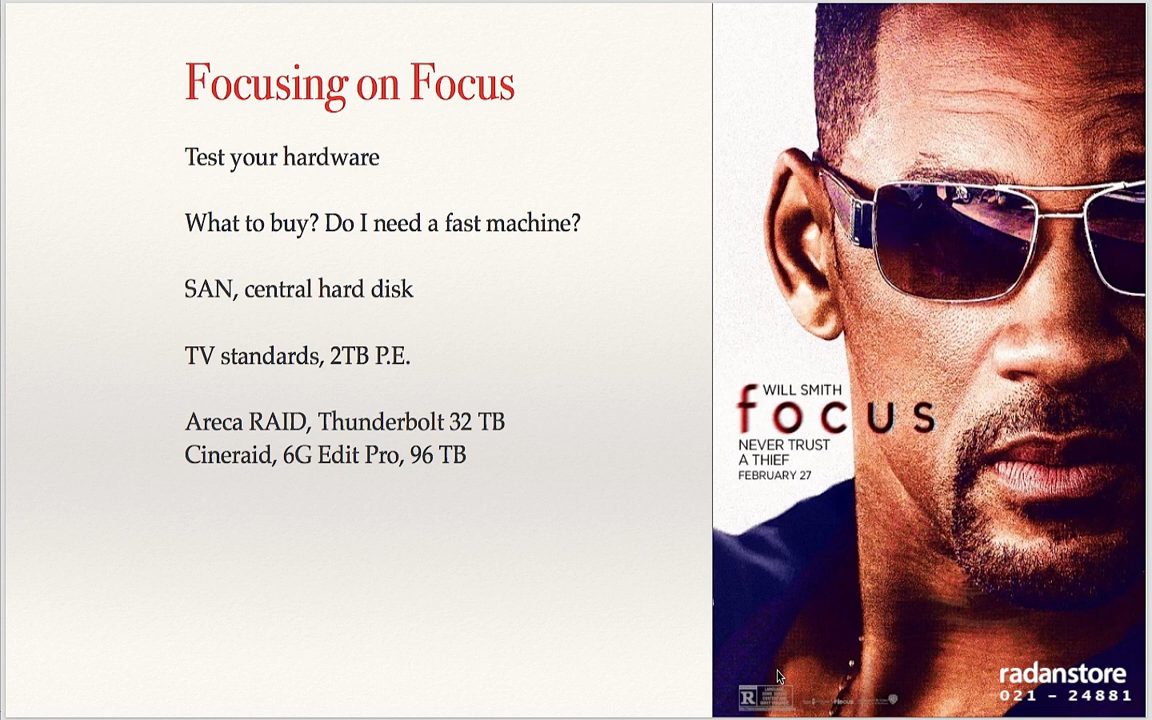 Focusing on Focus
Test your hardware
What to buy? Do I need a fast machine?
SAN, central hard disk
TV standards, 2TB P.E.
Areca RAID, Thunderbolt 32 TB
Cineraid, 6G Edit Pro, 96 TB
WILL SMITH
focus
NEVER TRUST
A THIEF
FEBRUARY 27
R
radanstore
021 - 24881